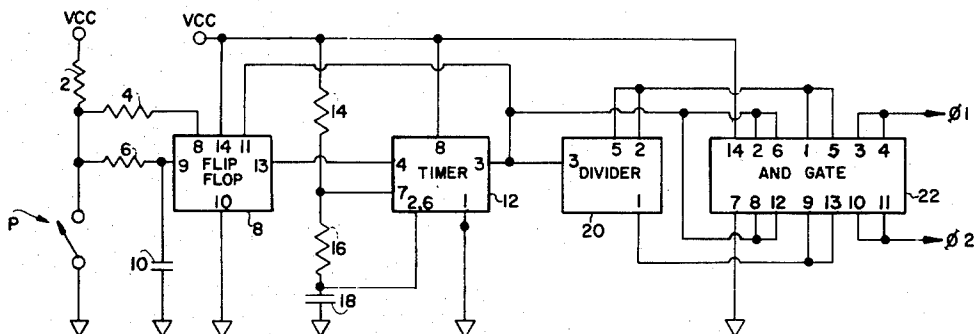 VCC
VCC
2
4
14
8 14 11
8
14 2 6 1 5 3 4
5 2
6
9 FLIP FLOP 13
4 TIMER 3
3 DIVIDER
AND GATE
7
2,6 1
12
1
7 8 12 9 13 10 11
22
10
8
20
P
10
16
18
ø1
ø2